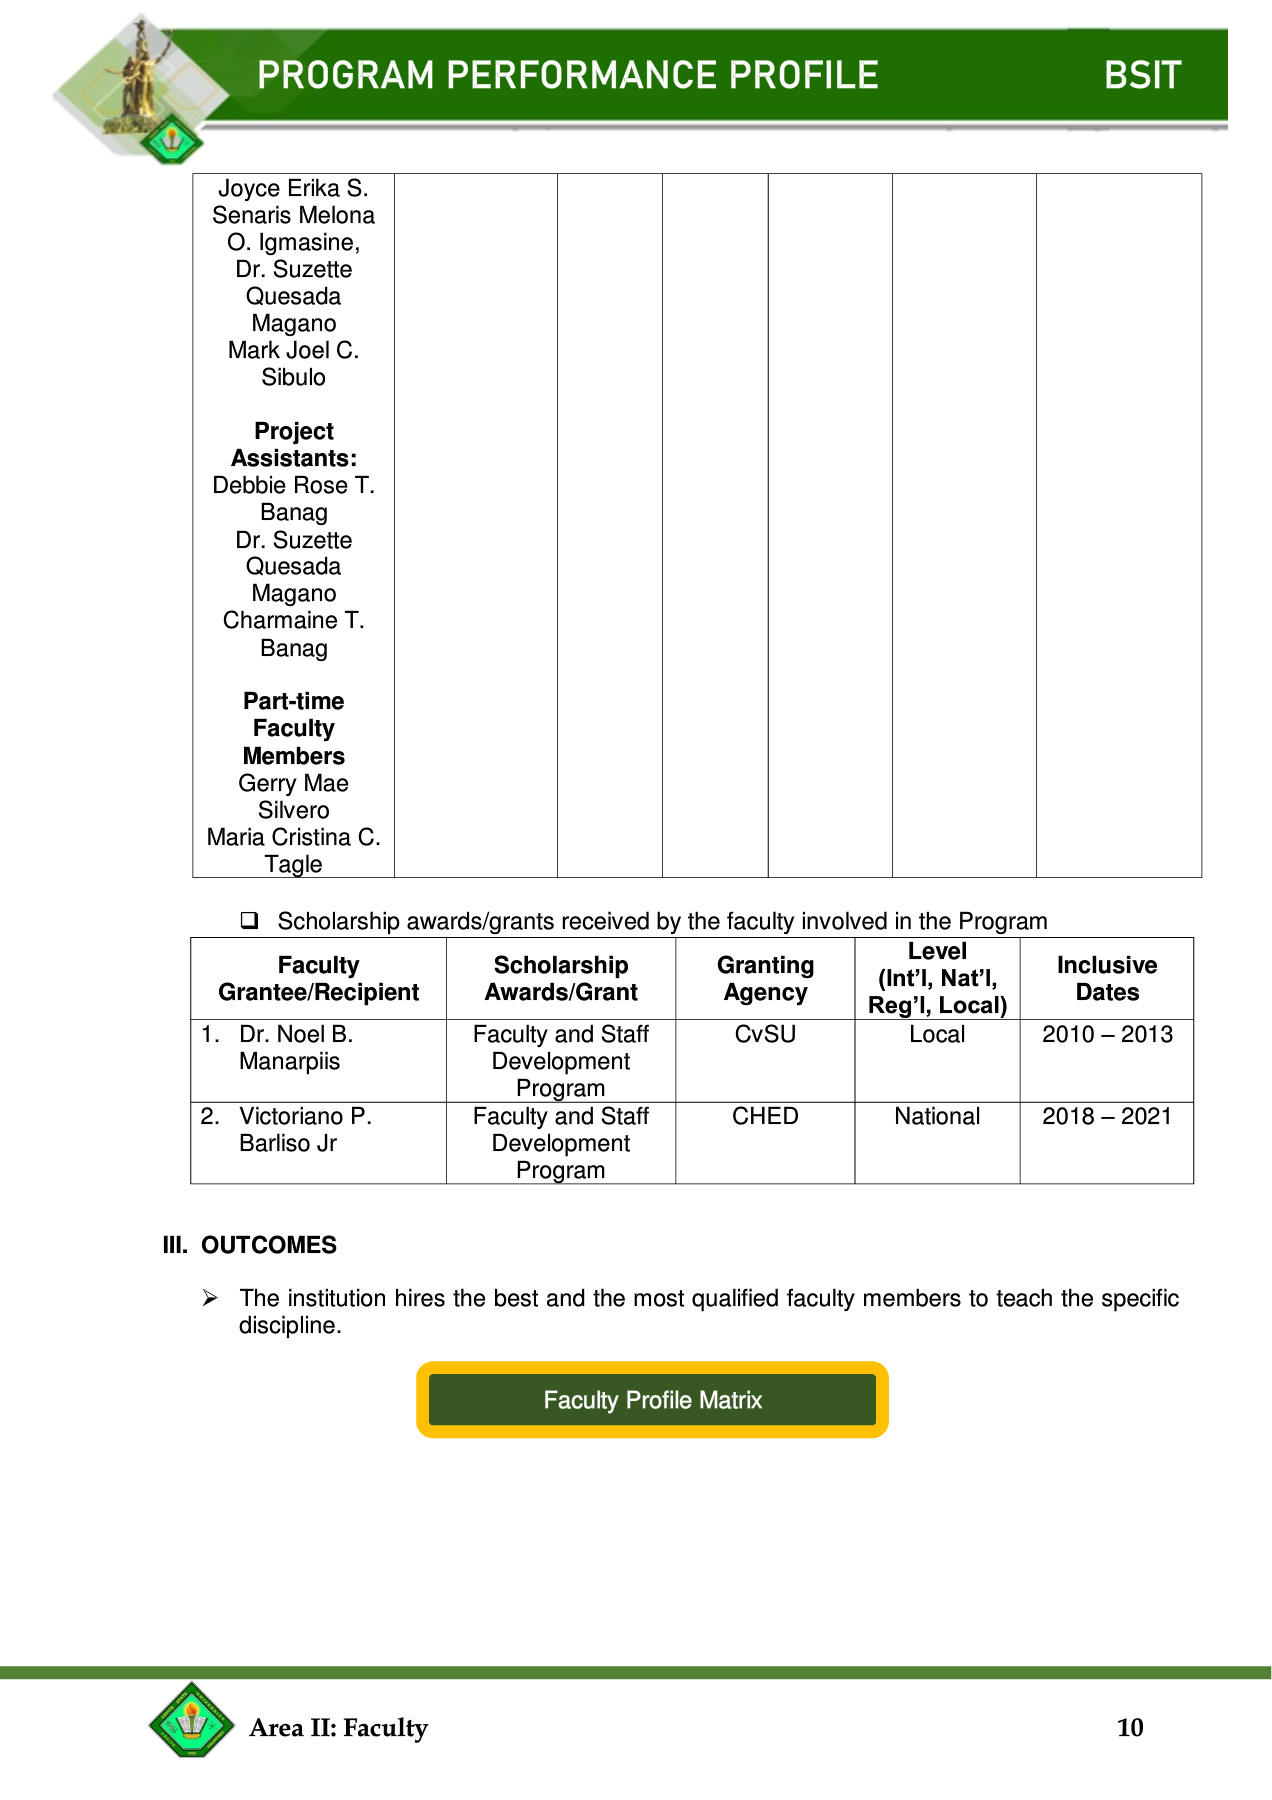 PROGRAM PERFORMANCE PROFILE BSIT
Joyce Erika S.
Senaris Melona
O. Igmasine,
Dr. Suzette
Quesada
Magano
Mark Joel C.
Sibulo
Project
Assistants:
Debbie Rose T.
Banag
Dr. Suzette
Quesada
Magano
Charmaine T.
Banag
Part-time
Faculty
Members
Gerry Mae
Silvero
Maria Cristina C.
Tagle
❑ Scholarship awards/grants received by the faculty involved in the Program
Faculty
Grantee/Recipient
Scholarship
Awards/Grant
Granting
Agency
Level
(Int’l, Nat’l,
Reg’l, Local)
Inclusive
Dates
1. Dr. Noel B.
Manarpiis
Faculty and Staff
Development
Program
CvSU
Local
2010 – 2013
2. Victoriano P.
Barliso Jr
Faculty and Staff
Development
Program
CHED
National
2018 – 2021
III. OUTCOMES
➢ The institution hires the best and the most qualified faculty members to teach the specific
discipline.
Faculty Profile Matrix
Area II: Faculty 10